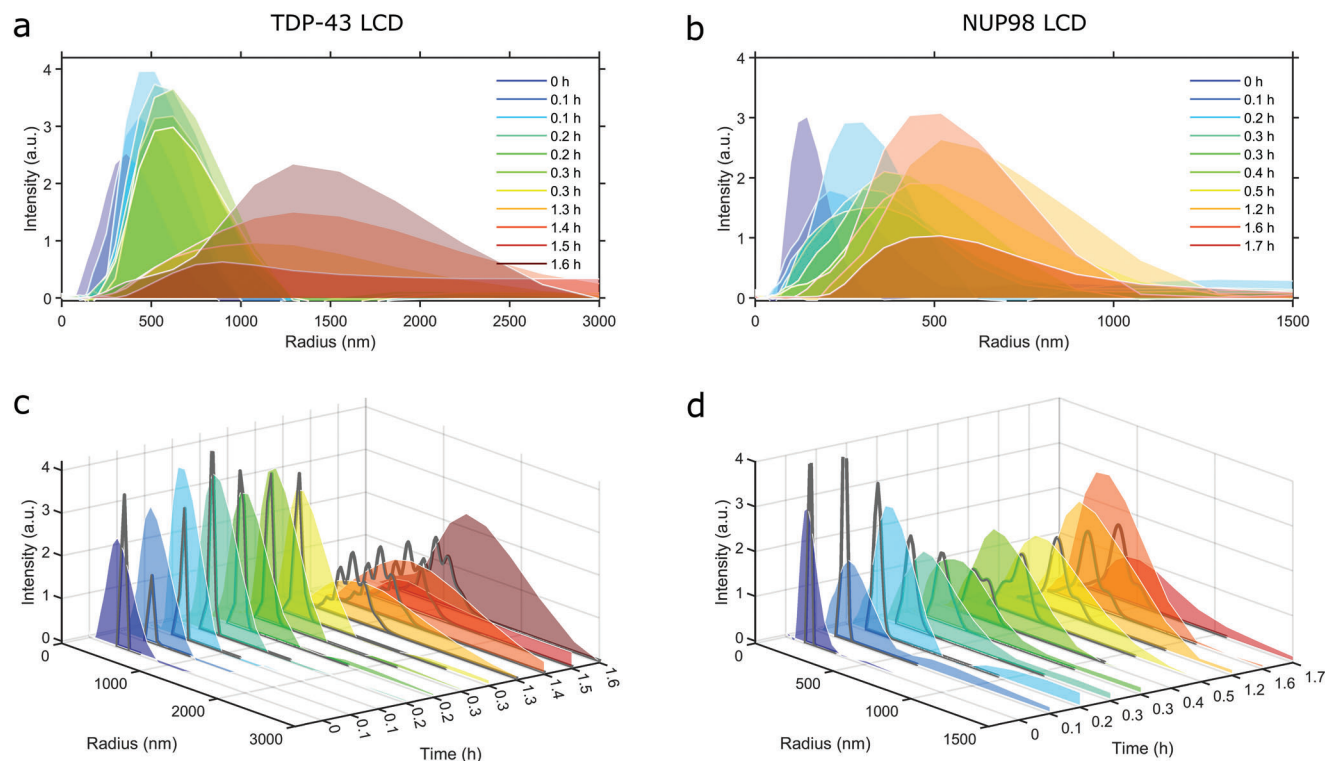 a
TDP-43 LCD
4
3
2
1
0
Intensity (a.u.)
0 500 1000 1500 2000 2500 3000
Radius (nm)
0 h
0.1 h
0.1 h
0.2 h
0.2 h
0.3 h
0.3 h
1.3 h
1.4 h
1.5 h
1.6 h
b
NUP98 LCD
4
3
2
1
0
Intensity (a.u.)
0 500 1000 1500
Radius (nm)
0 h
0.1 h
0.2 h
0.3 h
0.3 h
0.4 h
0.5 h
1.2 h
1.6 h
1.7 h
c
4
3
2
1
0
Intensity (a.u.)
0
1000
2000
3000
Radius (nm)
0
0.1
0.1
0.2
0.2
0.3
0.3
1.3
1.4
1.5
1.6
Time (h)
d
4
3
2
1
0
Intensity (a.u.)
0
500
1000
1500
Radius (nm)
0
0.1
0.2
0.3
0.3
0.4
0.5
1.2
1.6
1.7
Time (h)